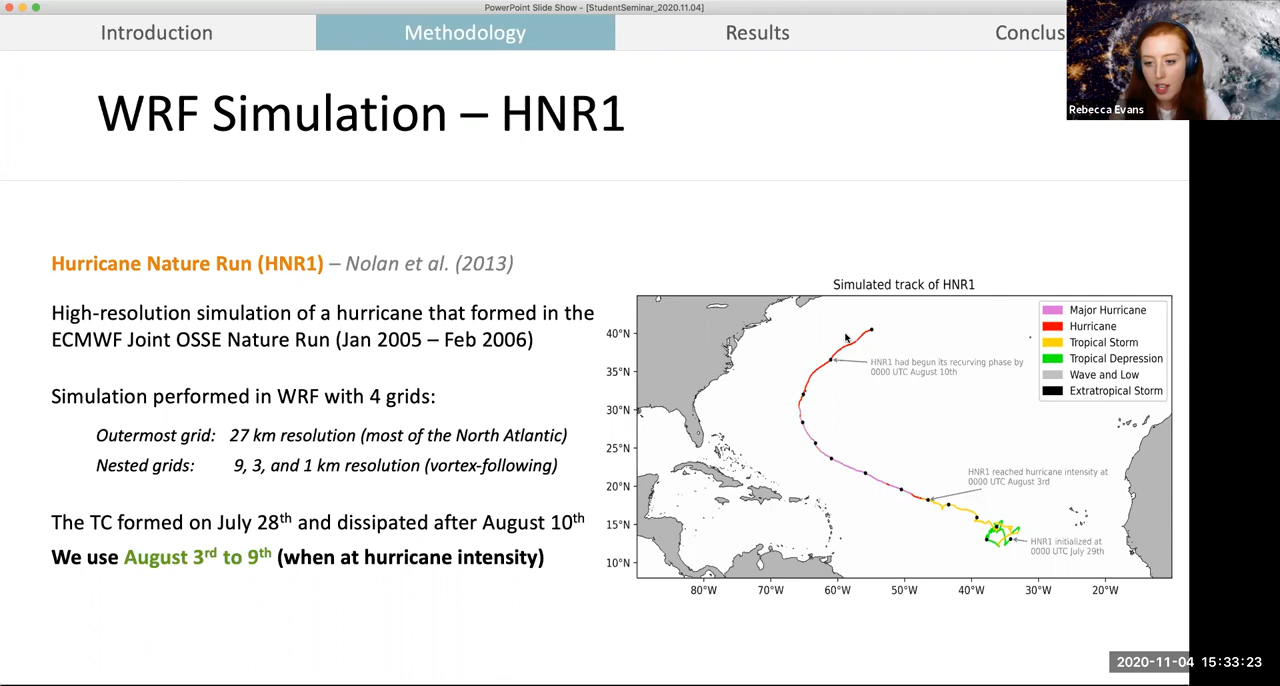 PowerPoint Slide Show - [StudentSeminar_2020.11.04]
Introduction
Methodology
Results
Conclus
Rebecca Evans
WRF Simulation – HNR1
Hurricane Nature Run (HNR1) – Nolan et al. (2013)
High-resolution simulation of a hurricane that formed in the
ECMWF Joint OSSE Nature Run (Jan 2005 – Feb 2006)
Simulation performed in WRF with 4 grids:
Outermost grid: 27 km resolution (most of the North Atlantic)
Nested grids: 9, 3, and 1 km resolution (vortex-following)
The TC formed on July 28th and dissipated after August 10th
We use August 3rd to 9th (when at hurricane intensity)
Simulated track of HNR1
40°N
35°N
30°N
25°N
20°N
15°N
10°N
80°W
70°W
60°W
50°W
40°W
30°W
20°W
Major Hurricane
Hurricane
Tropical Storm
Tropical Depression
Wave and Low
Extratropical Storm
HNR1 had begun its recurving phase by
0000 UTC August 10th
HNR1 reached hurricane intensity at
0000 UTC August 3rd
HNR1 initialized at
0000 UTC July 29th
2020-11-04 15:33:23